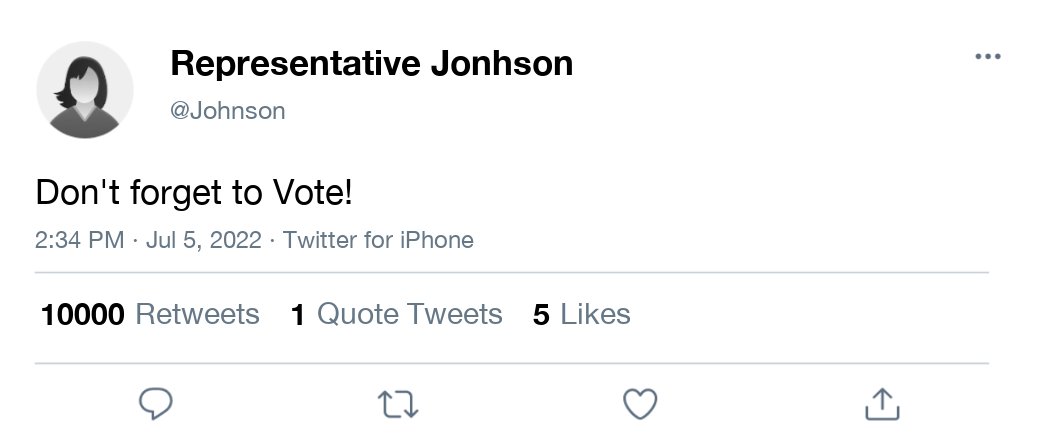 Representative Jonhson
@Johnson
Don't forget to Vote!
2:34 PM · Jul 5, 2022 · Twitter for iPhone
10000 Retweets 1 Quote Tweets 5 Likes